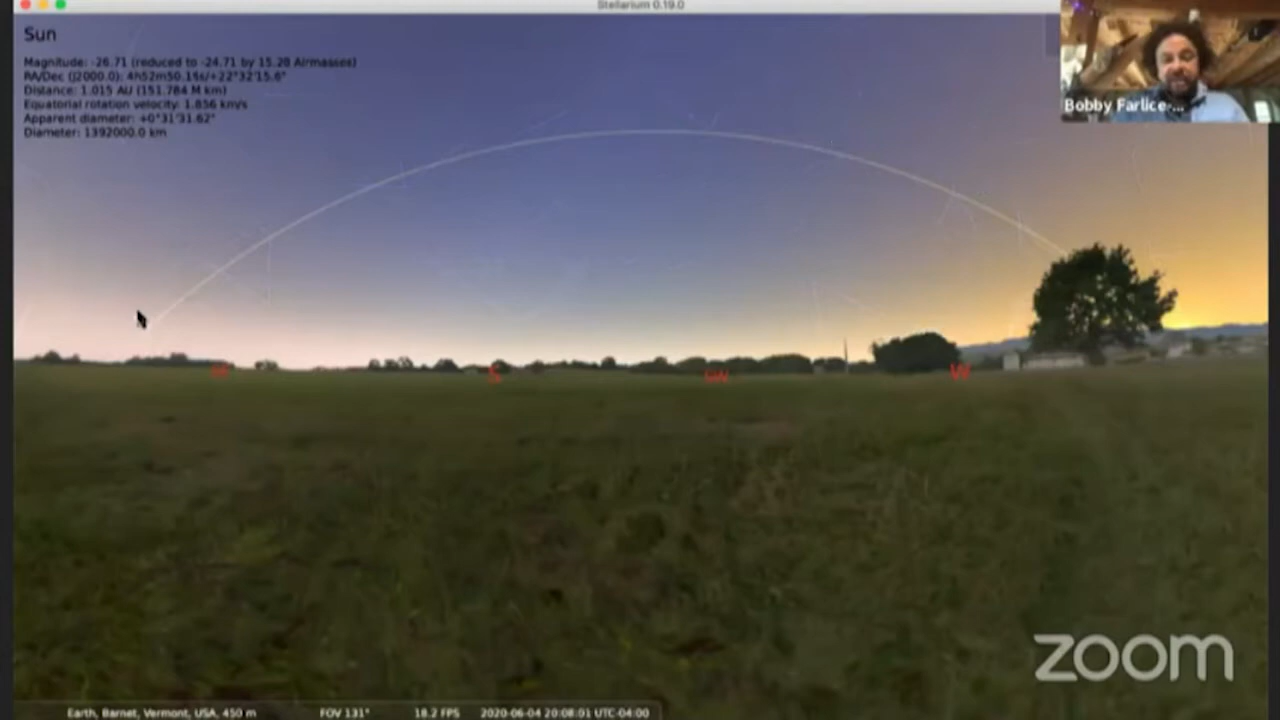 Stellarium 0.19.0
Sun
Magnitude: -26.71 (reduced to -24.71 by 15.28 Airmasses)
RA/Dec (J2000.0): 4h52m50.15s/+22°32'15.6"
Distance: 1.015 AU (151.784 M km)
Equatorial rotation velocity: 1.856 km/s
Apparent diameter: +0°31'31.62"
Diameter: 1392000.0 km
Bobby Farlice-...
S
SW
W
zoom
Earth, Barnet, Vermont, USA, 450 m FOV 131° 18.2 FPS 2020-06-04 20:08:01 UTC-04:00